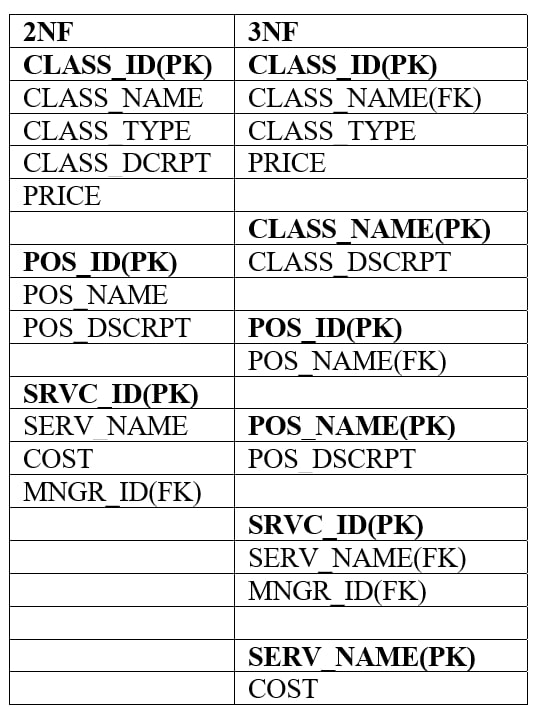 2NF 3NF
CLASS_ID(PK) CLASS_ID(PK)
CLASS_NAME CLASS_NAME(FK)
CLASS_TYPE CLASS_TYPE
CLASS_DCRPT PRICE
PRICE
CLASS_NAME(PK)
POS_ID(PK) CLASS_DSCRPT
POS_NAME
POS_DSCRPT POS_ID(PK)
POS_NAME(FK)
SRVC_ID(PK)
SERV_NAME POS_NAME(PK)
COST POS_DSCRPT
MNGR_ID(FK)
SRVC_ID(PK)
SERV_NAME(FK)
MNGR_ID(FK)
SERV_NAME(PK)
COST